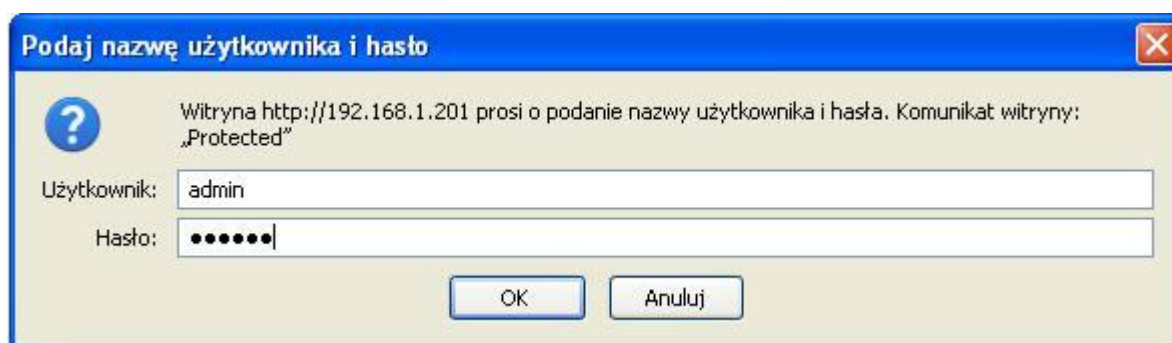 Podaj nazwę użytkownika i hasło
Witryna http://192.168.1.201 prosi o podanie nazwy użytkownika i hasła. Komunikat witryny:
„Protected”
Użytkownik: admin
Hasło: ●●●●●●
OK Anuluj